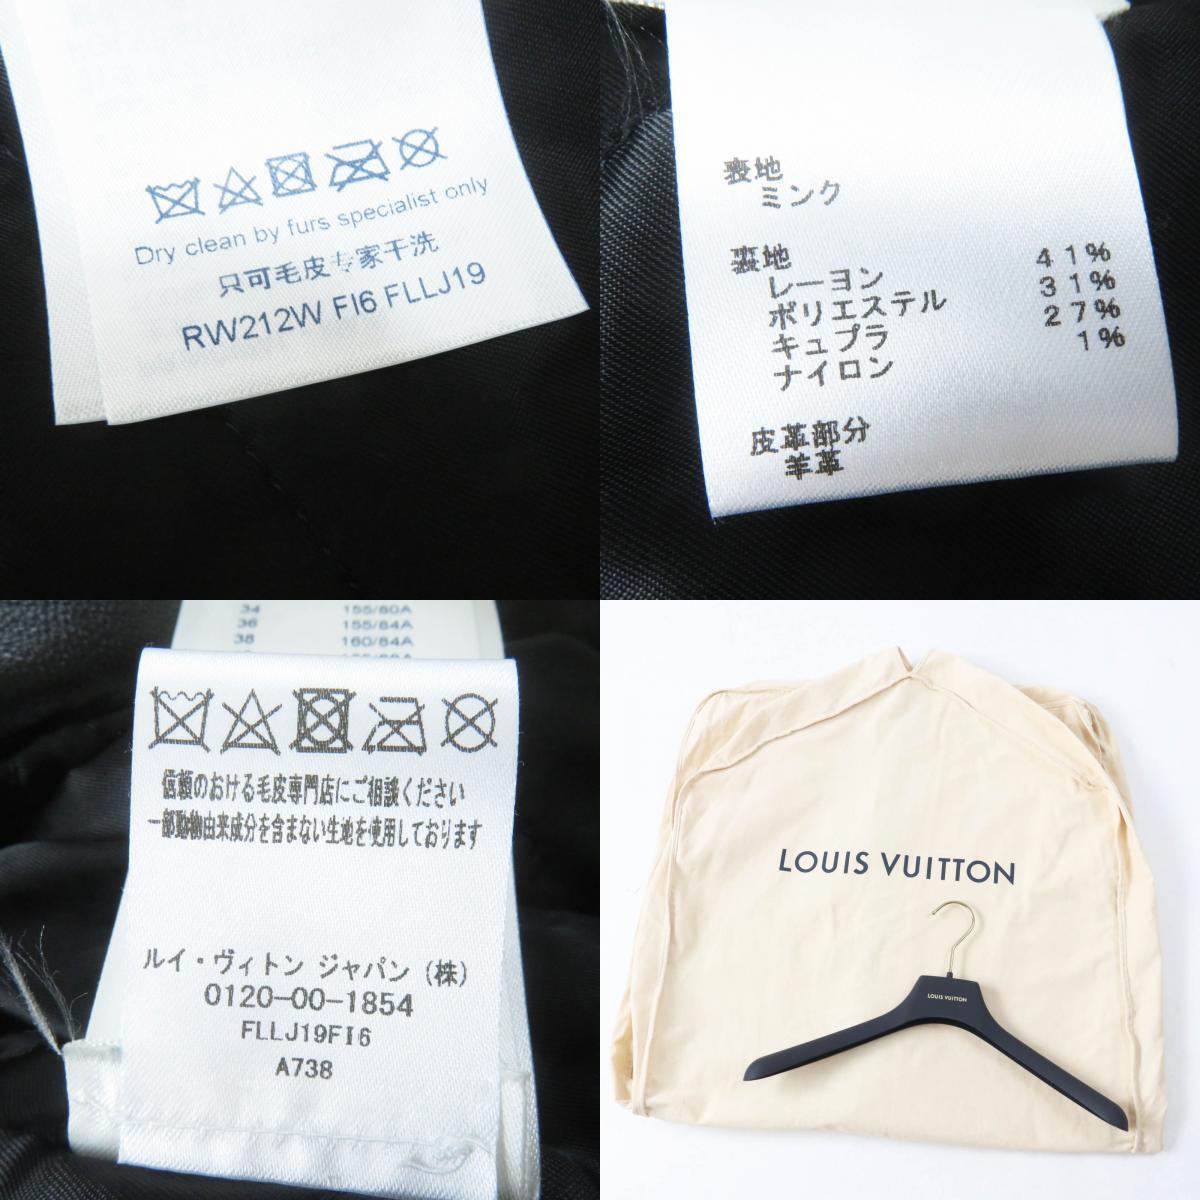 Dry clean by furs specialist only
只可毛皮专家干洗
RW212W FI6 FLLJ19
表地
ミンク
裏地
レーヨン 41%
ポリエステル 31%
キュプラ 27%
ナイロン 1%
皮革部分
羊革
34 155/80A
36 155/84A
38 160/84A
信頼のおける毛皮専門店にご相談ください
一部動物由来成分を含まない生地を使用しております
ルイ・ヴィトン ジャパン (株)
0120-00-1854
FLLJ19FI6
A738
LOUIS VUITTON
LOUIS VUITTON